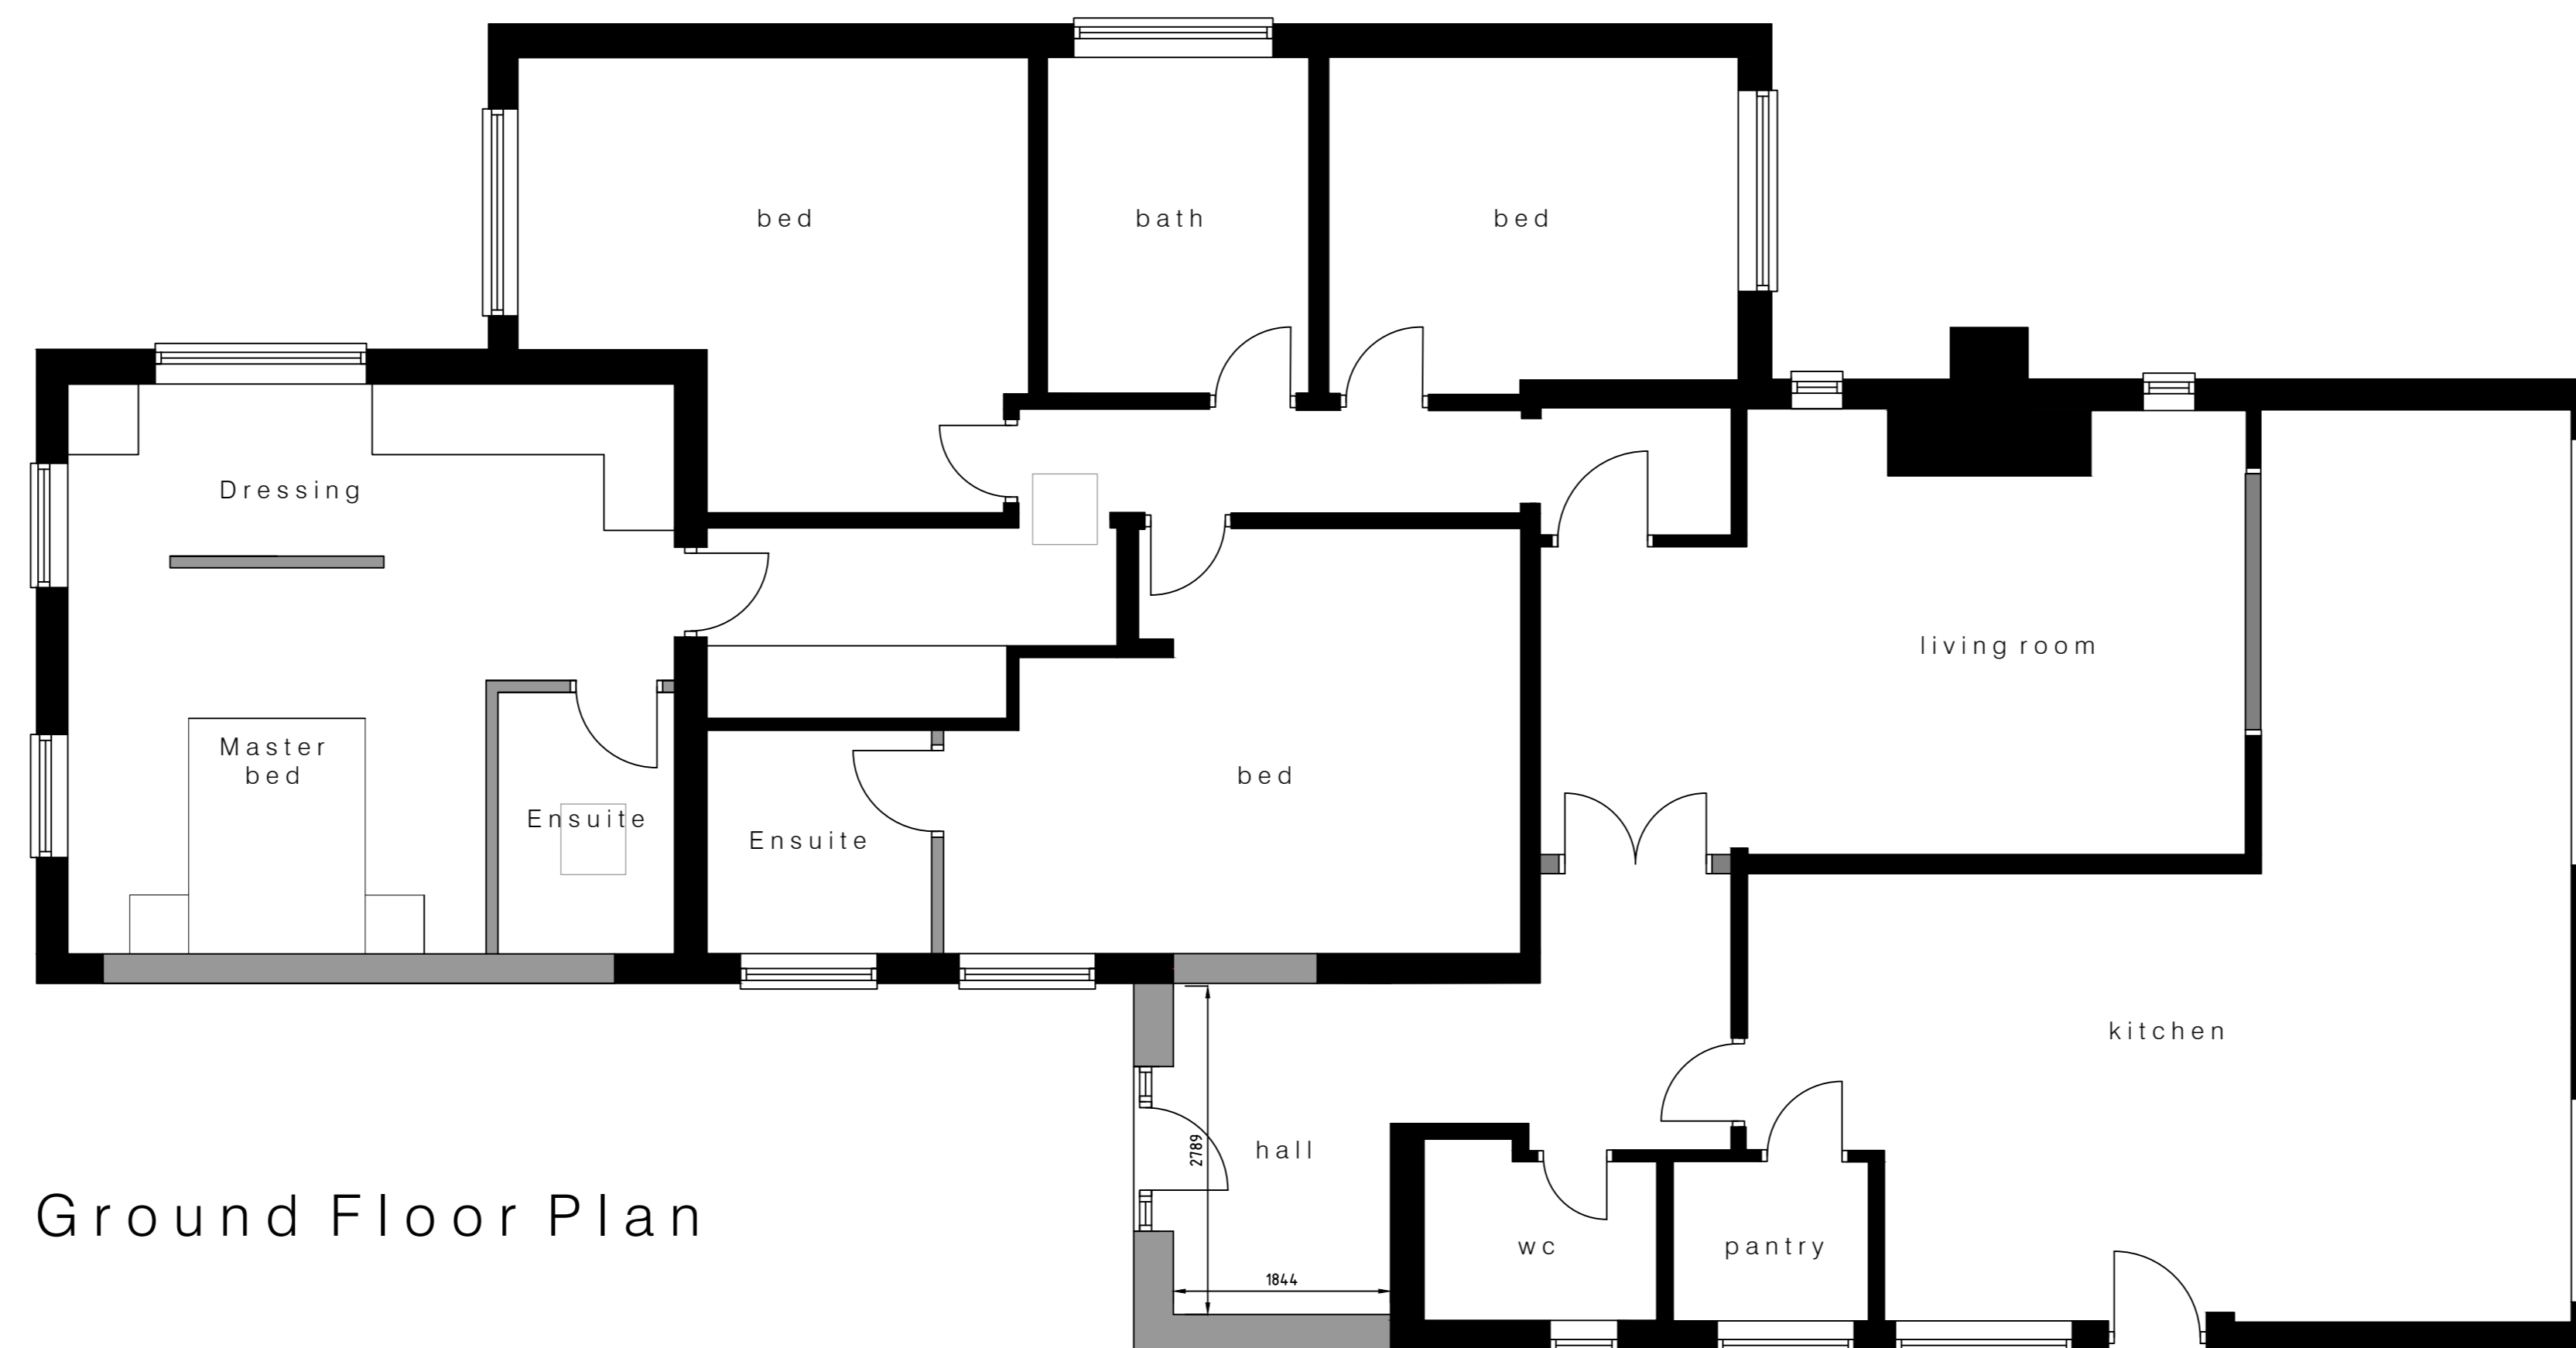 bed
bath
bed
Dressing
living room
Master
bed
bed
Ensuite
Ensuite
kitchen
hall
2789
Ground Floor Plan
wc
pantry
1844